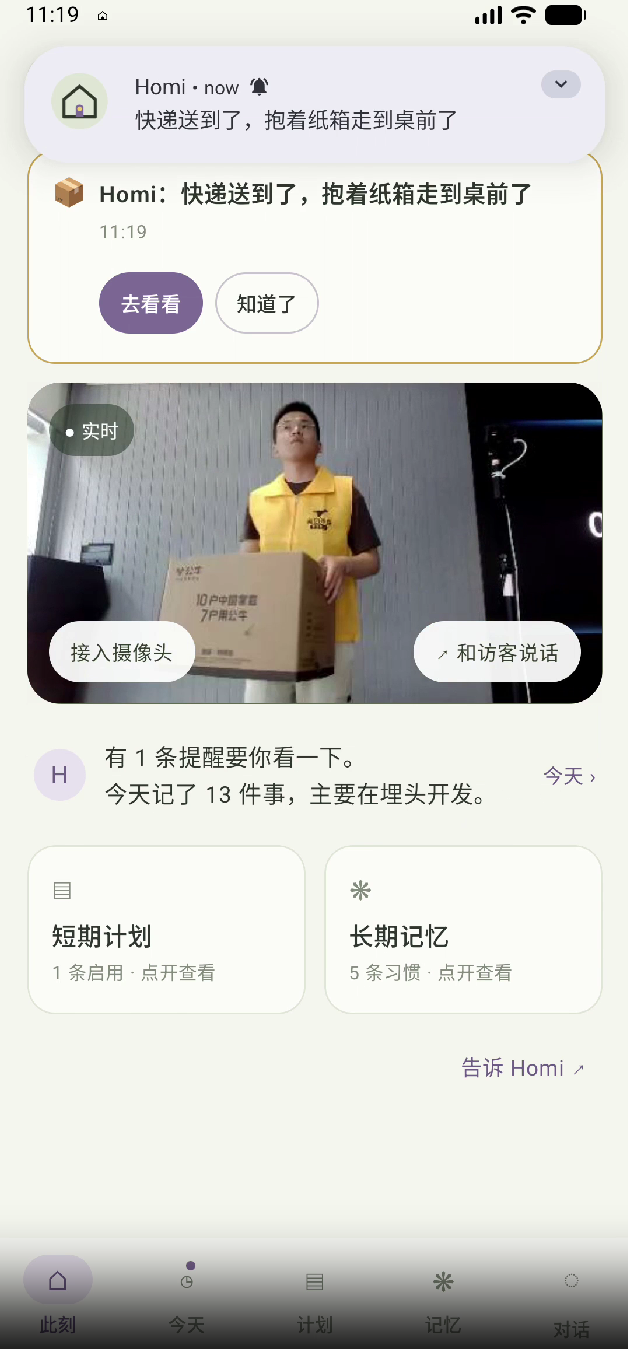 11:19
Homi • now
快递送到了，抱着纸箱走到桌前了
Homi：快递送到了，抱着纸箱走到桌前了
11:19
去看看
知道了
实时
公牛
10户中国家庭
7户用公牛
接入摄像头
↗ 和访客说话
H
有 1 条提醒要你看一下。
今天记了 13 件事，主要在埋头开发。
今天 ›
短期计划
1 条启用 · 点开查看
长期记忆
5 条习惯 · 点开查看
告诉 Homi ↗
此刻
今天
计划
记忆
对话